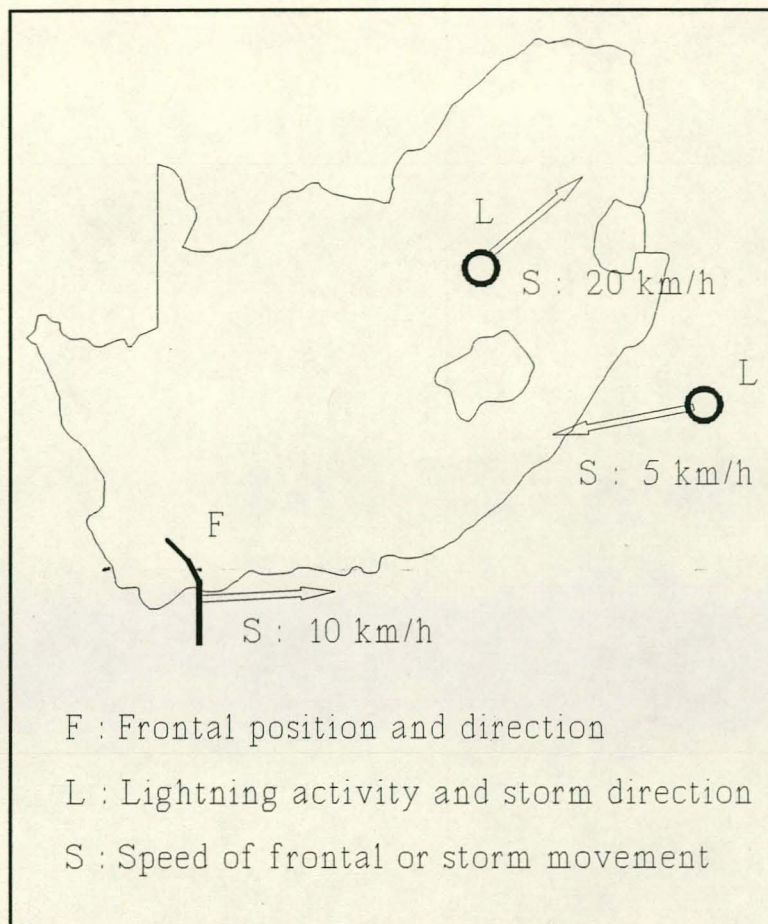 L
S : 20 km/h
L
S : 5 km/h
F
S : 10 km/h
F : Frontal position and direction
L : Lightning activity and storm direction
S : Speed of frontal or storm movement